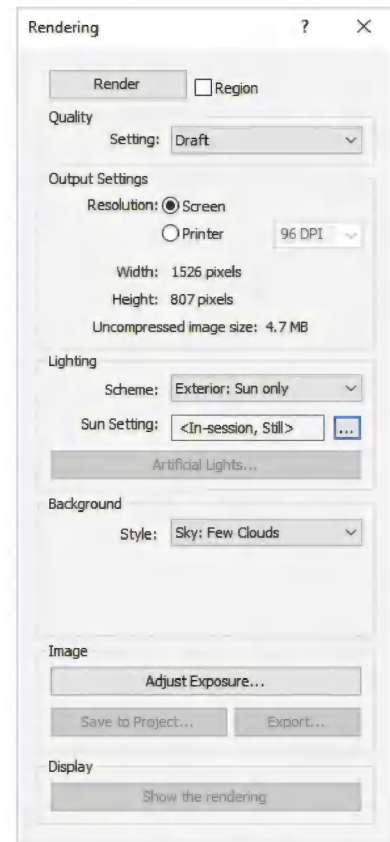 Rendering ?
Render Region
Quality
Setting: Draft
Output Settings
Resolution: Screen
Printer 96 DPI
Width: 1526 pixels
Height: 807 pixels
Uncompressed image size: 4.7 MB
Lighting
Scheme: Exterior: Sun only
Sun Setting: <In-session, Still> ...
Artificial Lights...
Background
Style: Sky: Few Clouds
Image
Adjust Exposure...
Save to Project... Export...
Display
Show the rendering